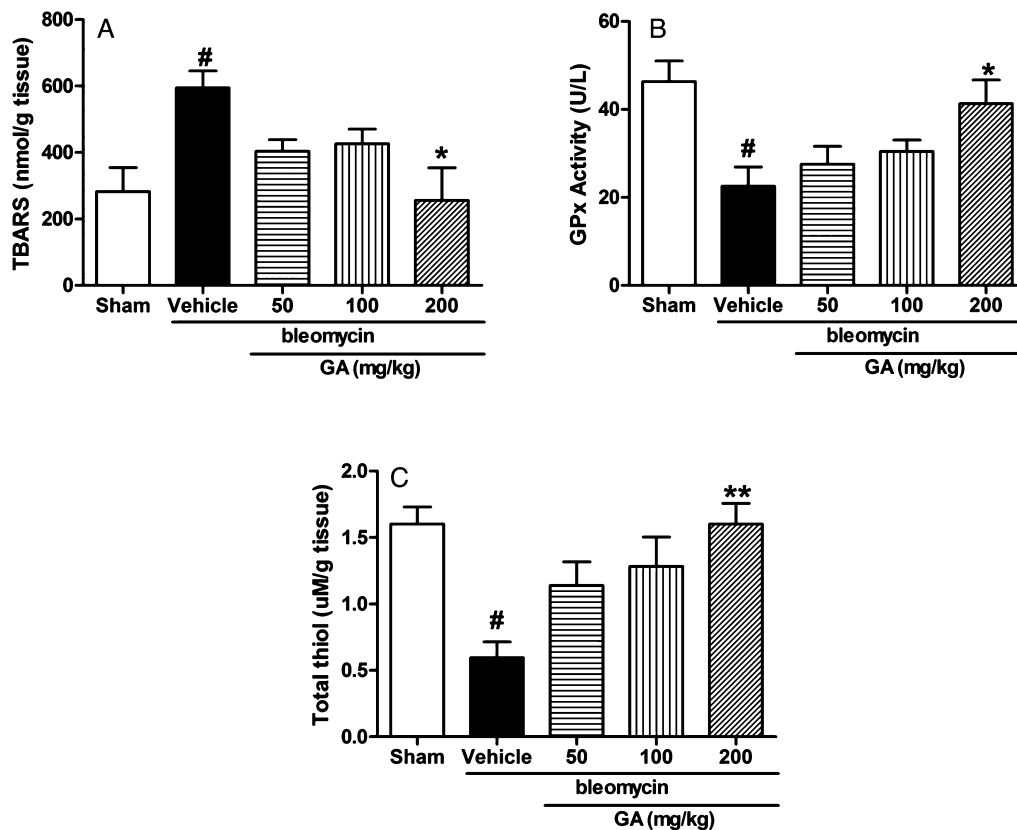 A
TBARS (nmol/g tissue)
800
600
400
200
0
#
*
Sham Vehicle 50 100 200
bleomycin
GA (mg/kg)
B
GPx Activity (U/L)
60
40
20
0
#
*
Sham Vehicle 50 100 200
bleomycin
GA (mg/kg)
C
Total thiol (uM/g tissue)
2.0
1.5
1.0
0.5
0.0
#
**
Sham Vehicle 50 100 200
bleomycin
GA (mg/kg)